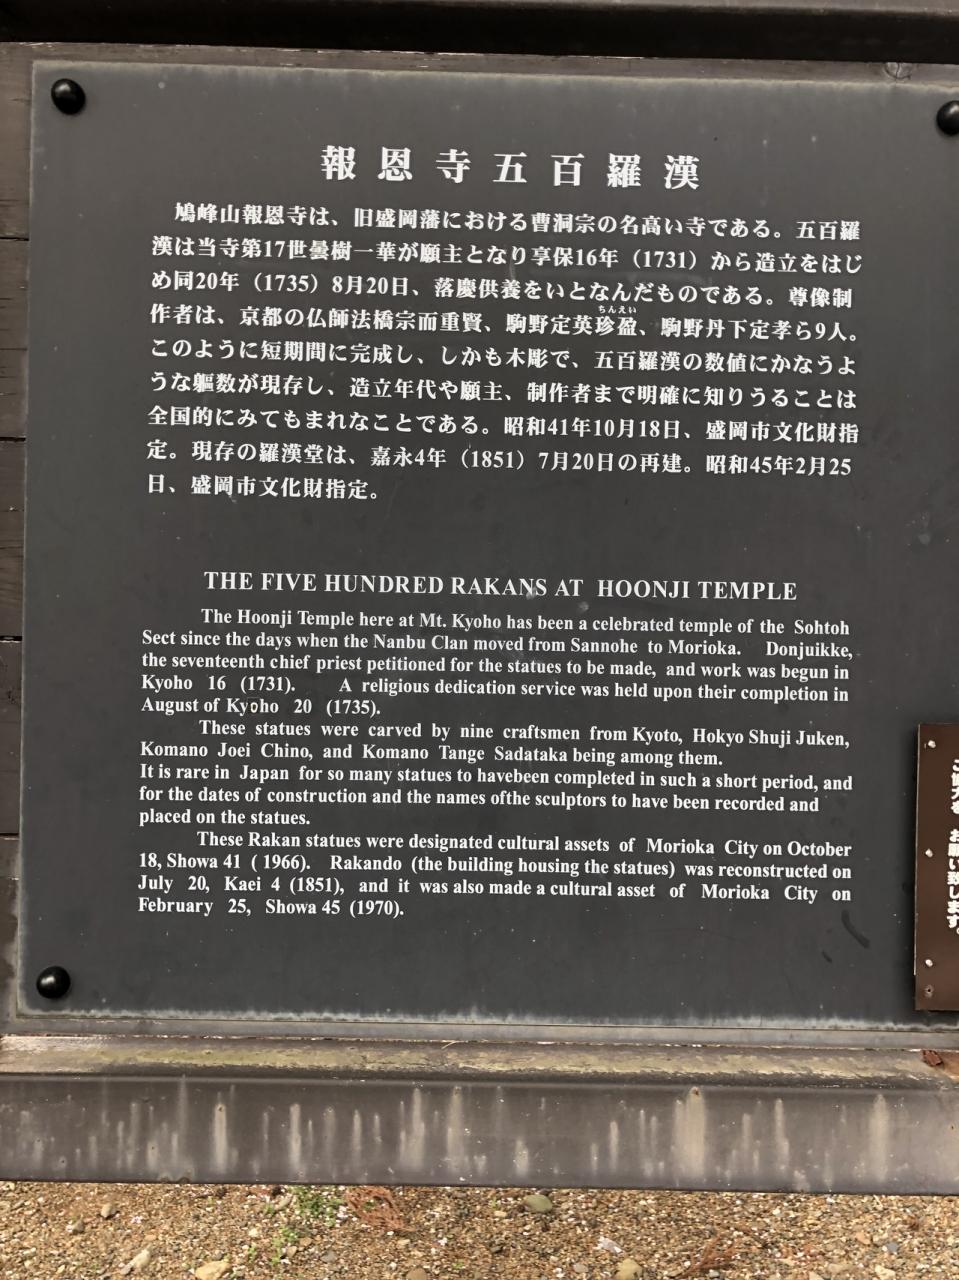 報恩寺五百羅漢
鳩峰山報恩寺は、旧盛岡藩における曹洞宗の名高い寺である。五百羅
漢は当寺第17世曇樹一華が願主となり享保16年（1731）から造立をはじ
め同20年（1735）8月20日、落慶供養をいとなんだものである。尊像制
ちんえい
作者は、京都の仏師法橋宗而重賢、駒野定英珍盈、駒野丹下定孝ら9人。
このように短期間に完成し、しかも木彫で、五百羅漢の数値にかなうよ
うな軀数が現存し、造立年代や願主、制作者まで明確に知りうることは
全国的にみてもまれなことである。昭和41年10月18日、盛岡市文化財指
定。現存の羅漢堂は、嘉永4年（1851）7月20日の再建。昭和45年2月25
日、盛岡市文化財指定。
THE FIVE HUNDRED RAKANS AT HOONJI TEMPLE
The Hoonji Temple here at Mt. Kyoho has been a celebrated temple of the Sohtoh
Sect since the days when the Nanbu Clan moved from Sannohe to Morioka. Donjuikke,
the seventeenth chief priest petitioned for the statues to be made, and work was begun in
Kyoho 16 (1731). A religious dedication service was held upon their completion in
August of Kyoho 20 (1735).
These statues were carved by nine craftsmen from Kyoto, Hokyo Shuji Juken,
Komano Joei Chino, and Komano Tange Sadataka being among them.
It is rare in Japan for so many statues to havebeen completed in such a short period, and
for the dates of construction and the names ofthe sculptors to have been recorded and
placed on the statues.
These Rakan statues were designated cultural assets of Morioka City on October
18, Showa 41 ( 1966). Rakando (the building housing the statues) was reconstructed on
July 20, Kaei 4 (1851), and it was also made a cultural asset of Morioka City on
February 25, Showa 45 (1970).
お願い致します。